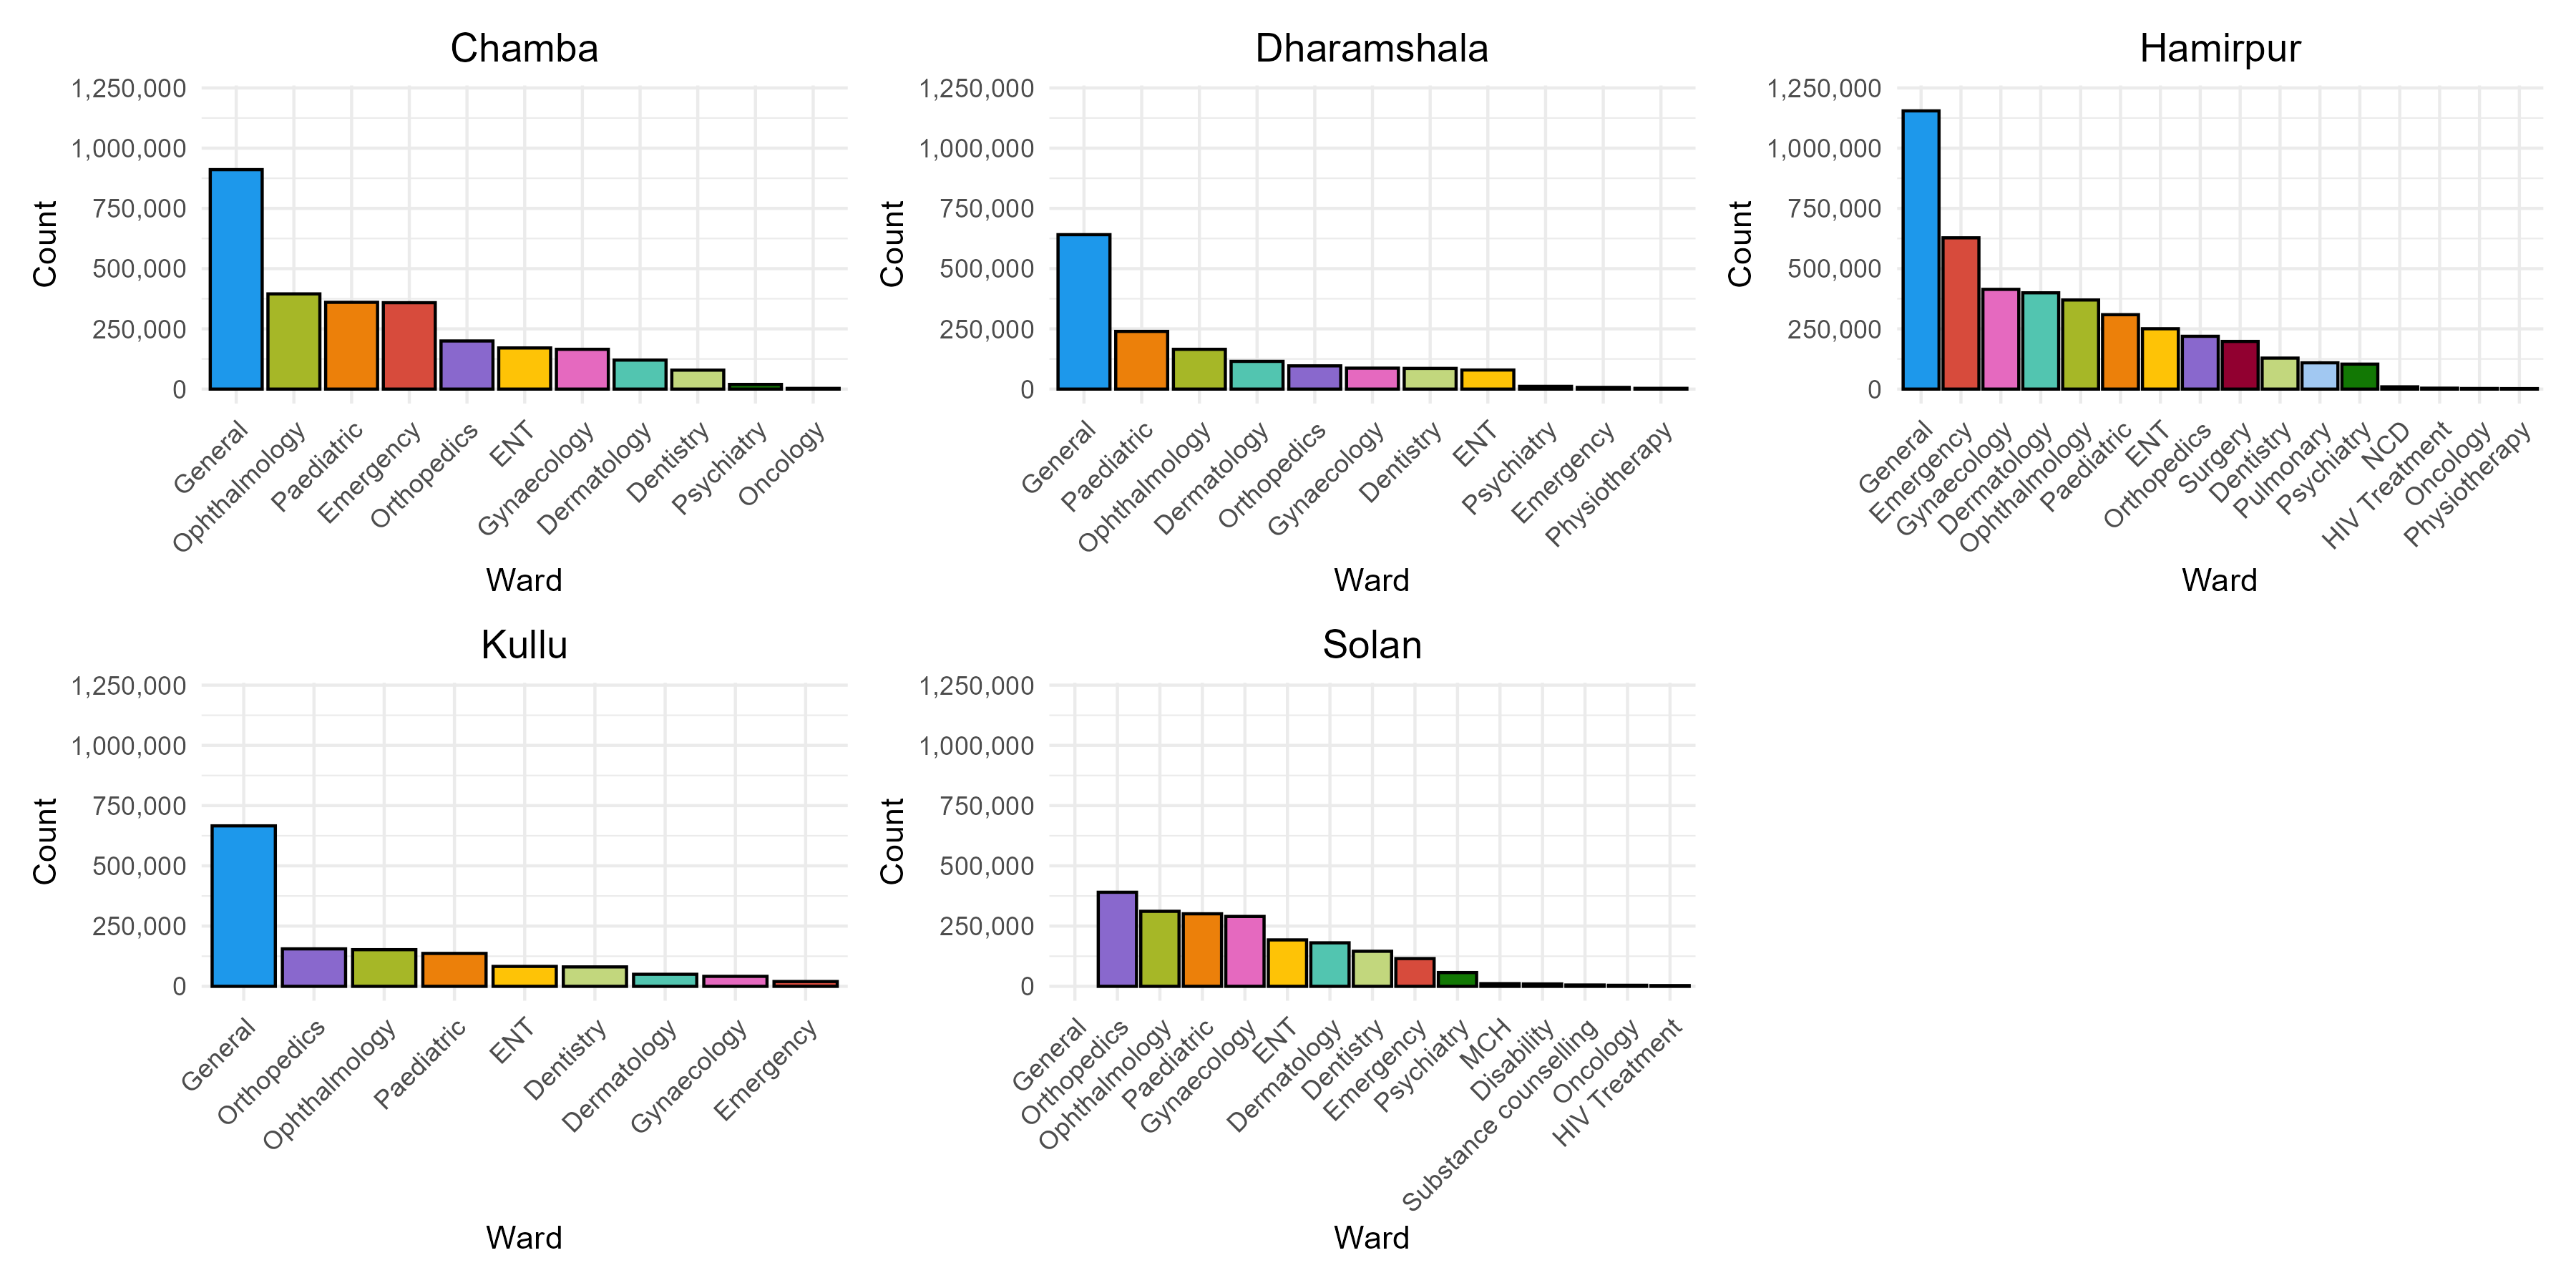 Chamba
1,250,000
1,000,000
750,000
500,000
250,000
0
Count
General
Ophthalmology
Paediatric
Emergency
Orthopedics
ENT
Gynaecology
Dermatology
Dentistry
Psychiatry
Oncology
Ward
Dharamshala
1,250,000
1,000,000
750,000
500,000
250,000
0
Count
General
Paediatric
Ophthalmology
Dermatology
Orthopedics
Gynaecology
Dentistry
ENT
Psychiatry
Emergency
Physiotherapy
Ward
Hamirpur
1,250,000
1,000,000
750,000
500,000
250,000
0
Count
General
Emergency
Gynaecology
Dermatology
Ophthalmology
Paediatric
ENT
Orthopedics
Surgery
Dentistry
Pulmonary
Psychiatry
NCD
HIV Treatment
Oncology
Physiotherapy
Ward
Kullu
1,250,000
1,000,000
750,000
500,000
250,000
0
Count
General
Orthopedics
Ophthalmology
Paediatric
ENT
Dentistry
Dermatology
Gynaecology
Emergency
Ward
Solan
1,250,000
1,000,000
750,000
500,000
250,000
0
Count
General
Orthopedics
Ophthalmology
Paediatric
Gynaecology
ENT
Dermatology
Dentistry
Emergency
Psychiatry
MCH
Disability
Substance counselling
Oncology
HIV Treatment
Ward